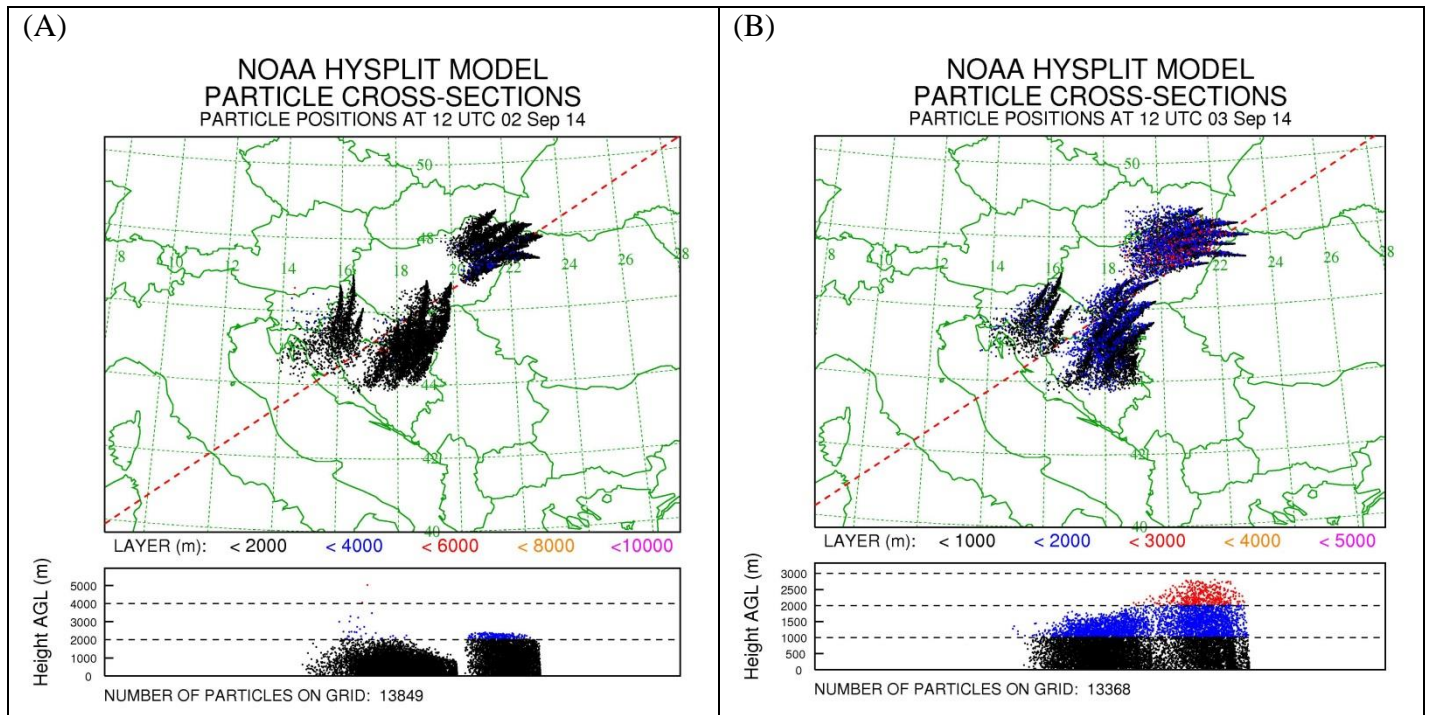 (A)
NOAA HYSPLIT MODEL
PARTICLE CROSS-SECTIONS
PARTICLE POSITIONS AT 12 UTC 02 Sep 14
50
48
8 10 12 14 16 18 20 22 24 26 28
44
42
40
LAYER (m): < 2000 < 4000 < 6000 < 8000 <10000
Height AGL (m)
5000
4000
3000
2000
1000
0
NUMBER OF PARTICLES ON GRID: 13849
(B)
NOAA HYSPLIT MODEL
PARTICLE CROSS-SECTIONS
PARTICLE POSITIONS AT 12 UTC 03 Sep 14
50
8 10 12 14 16 18 20 22 24 26 28
42
40
LAYER (m): < 1000 < 2000 < 3000 < 4000 < 5000
Height AGL (m)
3000
2500
2000
1500
1000
500
0
NUMBER OF PARTICLES ON GRID: 13368